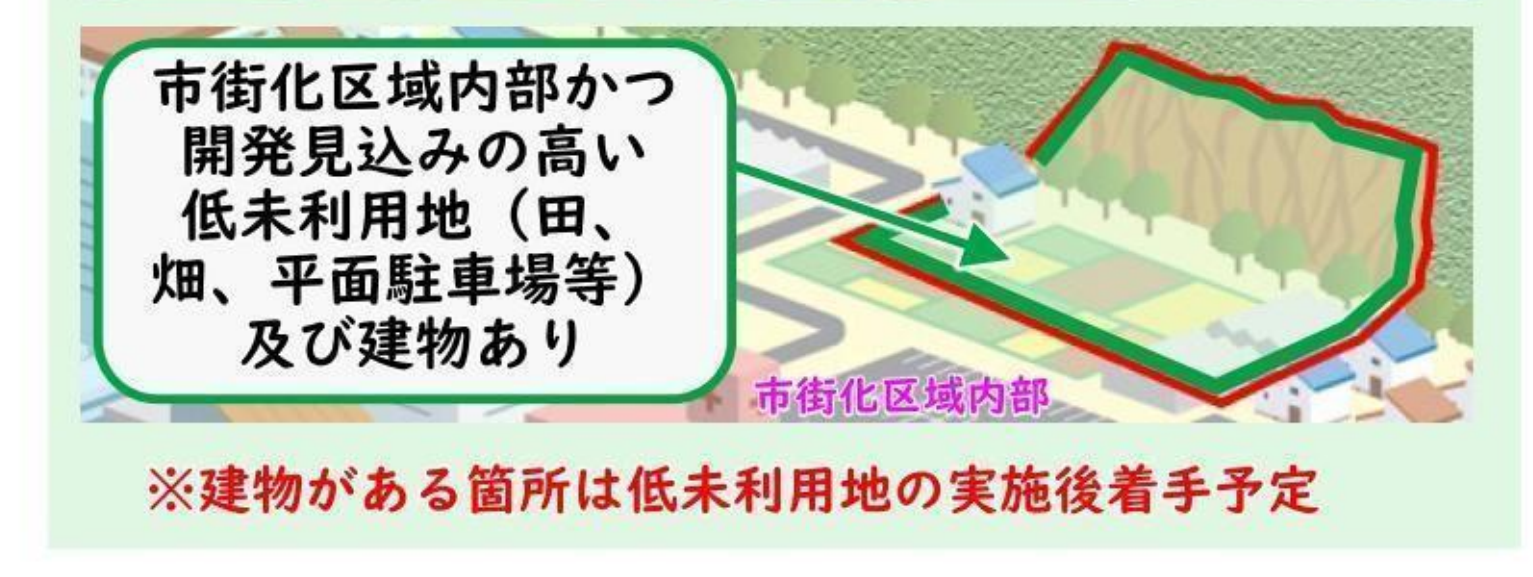 市街化区域内部かつ
開発見込みの高い
低未利用地（田、
畑、平面駐車場等）
及び建物あり
市街化区域内部
※建物がある箇所は低未利用地の実施後着手予定